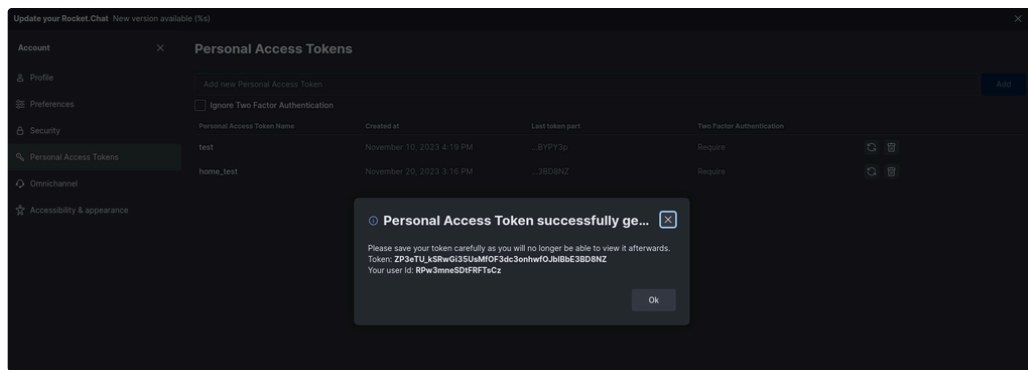 Update your Rocket.Chat New version available (%s)
Account
Personal Access Tokens
Profile
Add new Personal Access Token
Add
Preferences
Ignore Two Factor Authentication
Security
Personal Access Token Name Created at Last token part Two Factor Authentication
Personal Access Tokens
test November 10, 2023 4:19 PM ...BYPY3p Require
Omnichannel
home_test November 20, 2023 3:16 PM ...3BD8NZ Require
Accessibility & appearance
Personal Access Token successfully ge...
Please save your token carefully as you will no longer be able to view it afterwards.
Token: ZP3eTU_kSRwGi35UsMfOF3dc3onhwfOJbIBbE3BD8NZ
Your user Id: RPw3mneSDtFRFTsCz
Ok